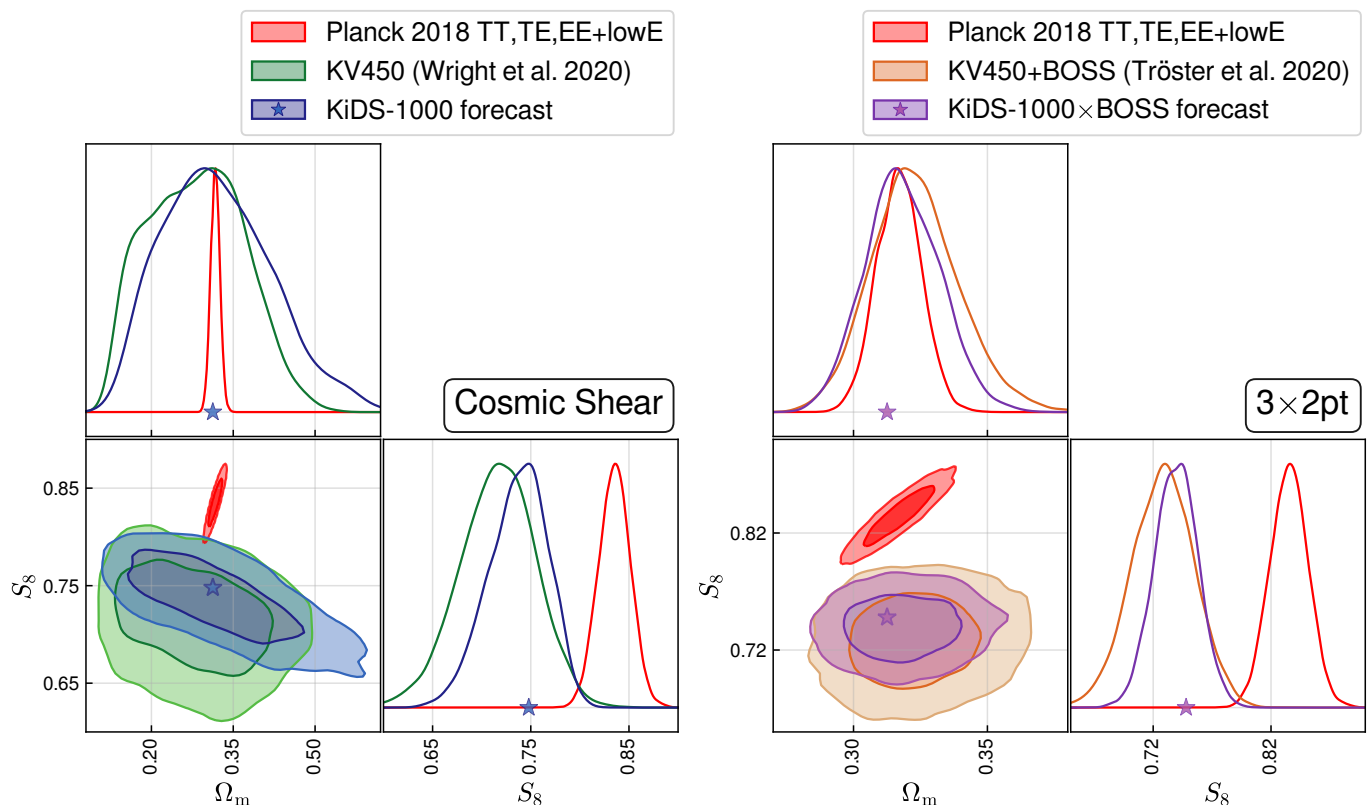 Planck 2018 TT,TE,EE+lowE
KV450 (Wright et al. 2020)
KiDS-1000 forecast
Cosmic Shear
0.85
0.75
0.65
S₈
0.20
0.35
0.50
Ωₘ
0.65
0.75
0.85
S₈
Planck 2018 TT,TE,EE+lowE
KV450+BOSS (Tröster et al. 2020)
KiDS-1000×BOSS forecast
3×2pt
0.82
0.72
S₈
0.30
0.35
Ωₘ
0.72
0.82
S₈